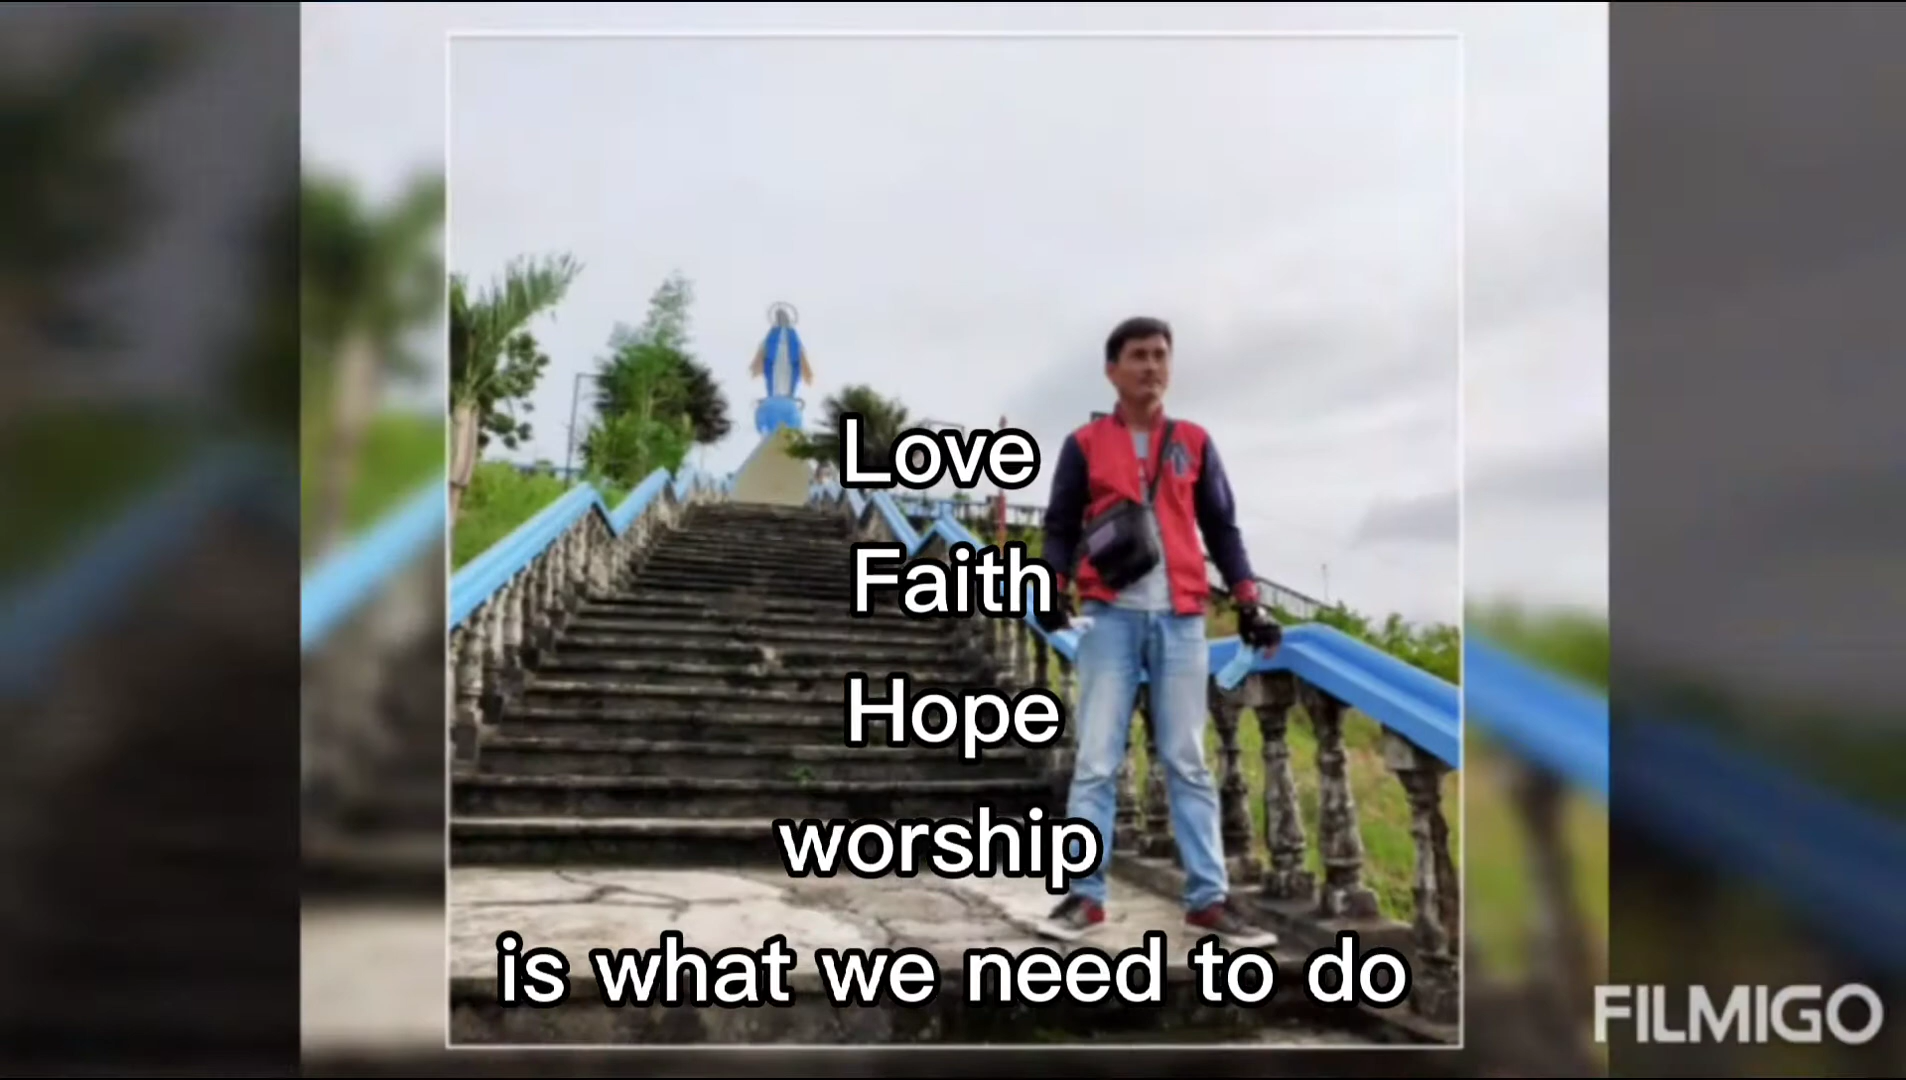 Love
Faith
Hope
worship
is what we need to do
FILMIGO